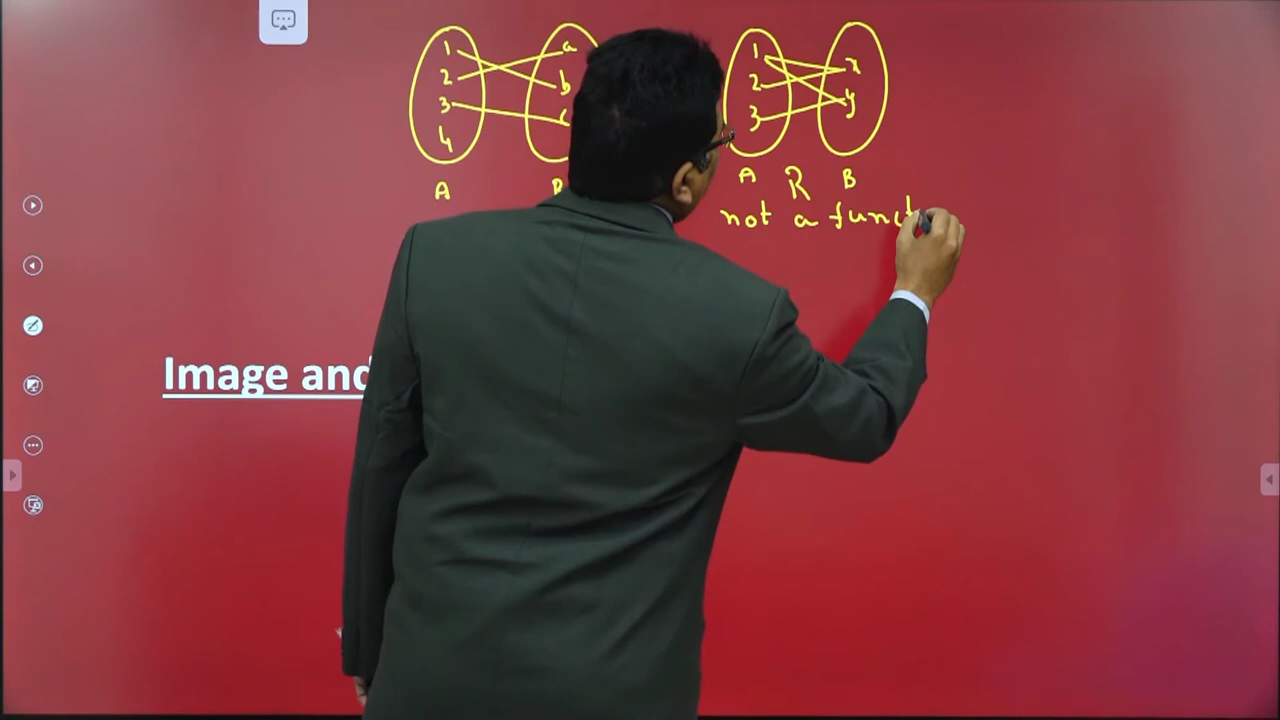 1 a
2 b
3 c
4
A
1 x
2 y
3
A R B
not a funct
Image and